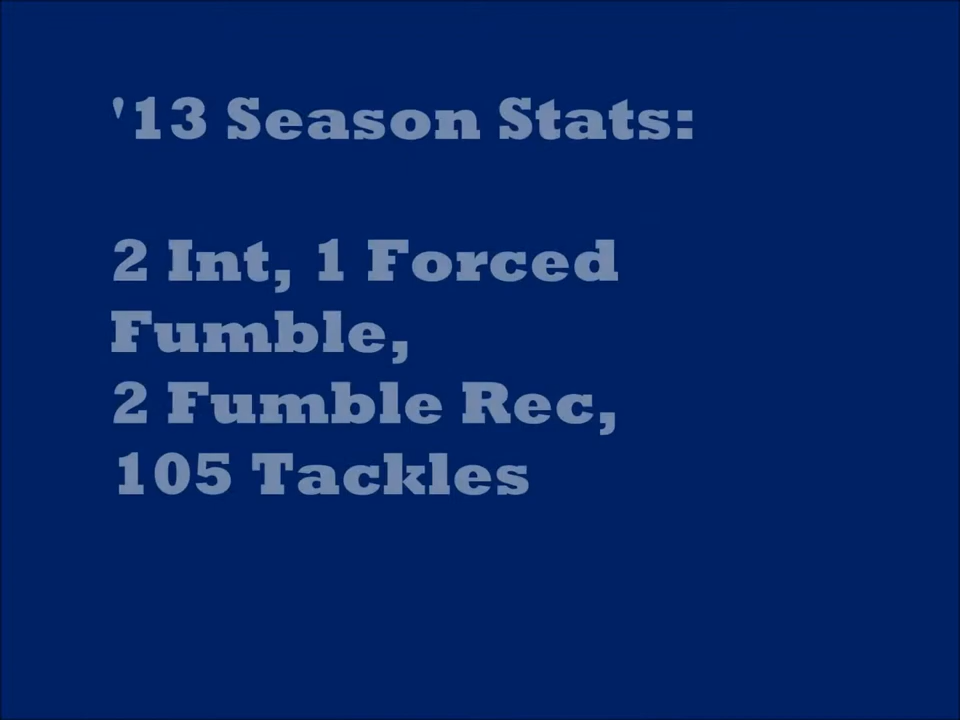 '13 Season Stats:
2 Int, 1 Forced
Fumble,
2 Fumble Rec,
105 Tackles